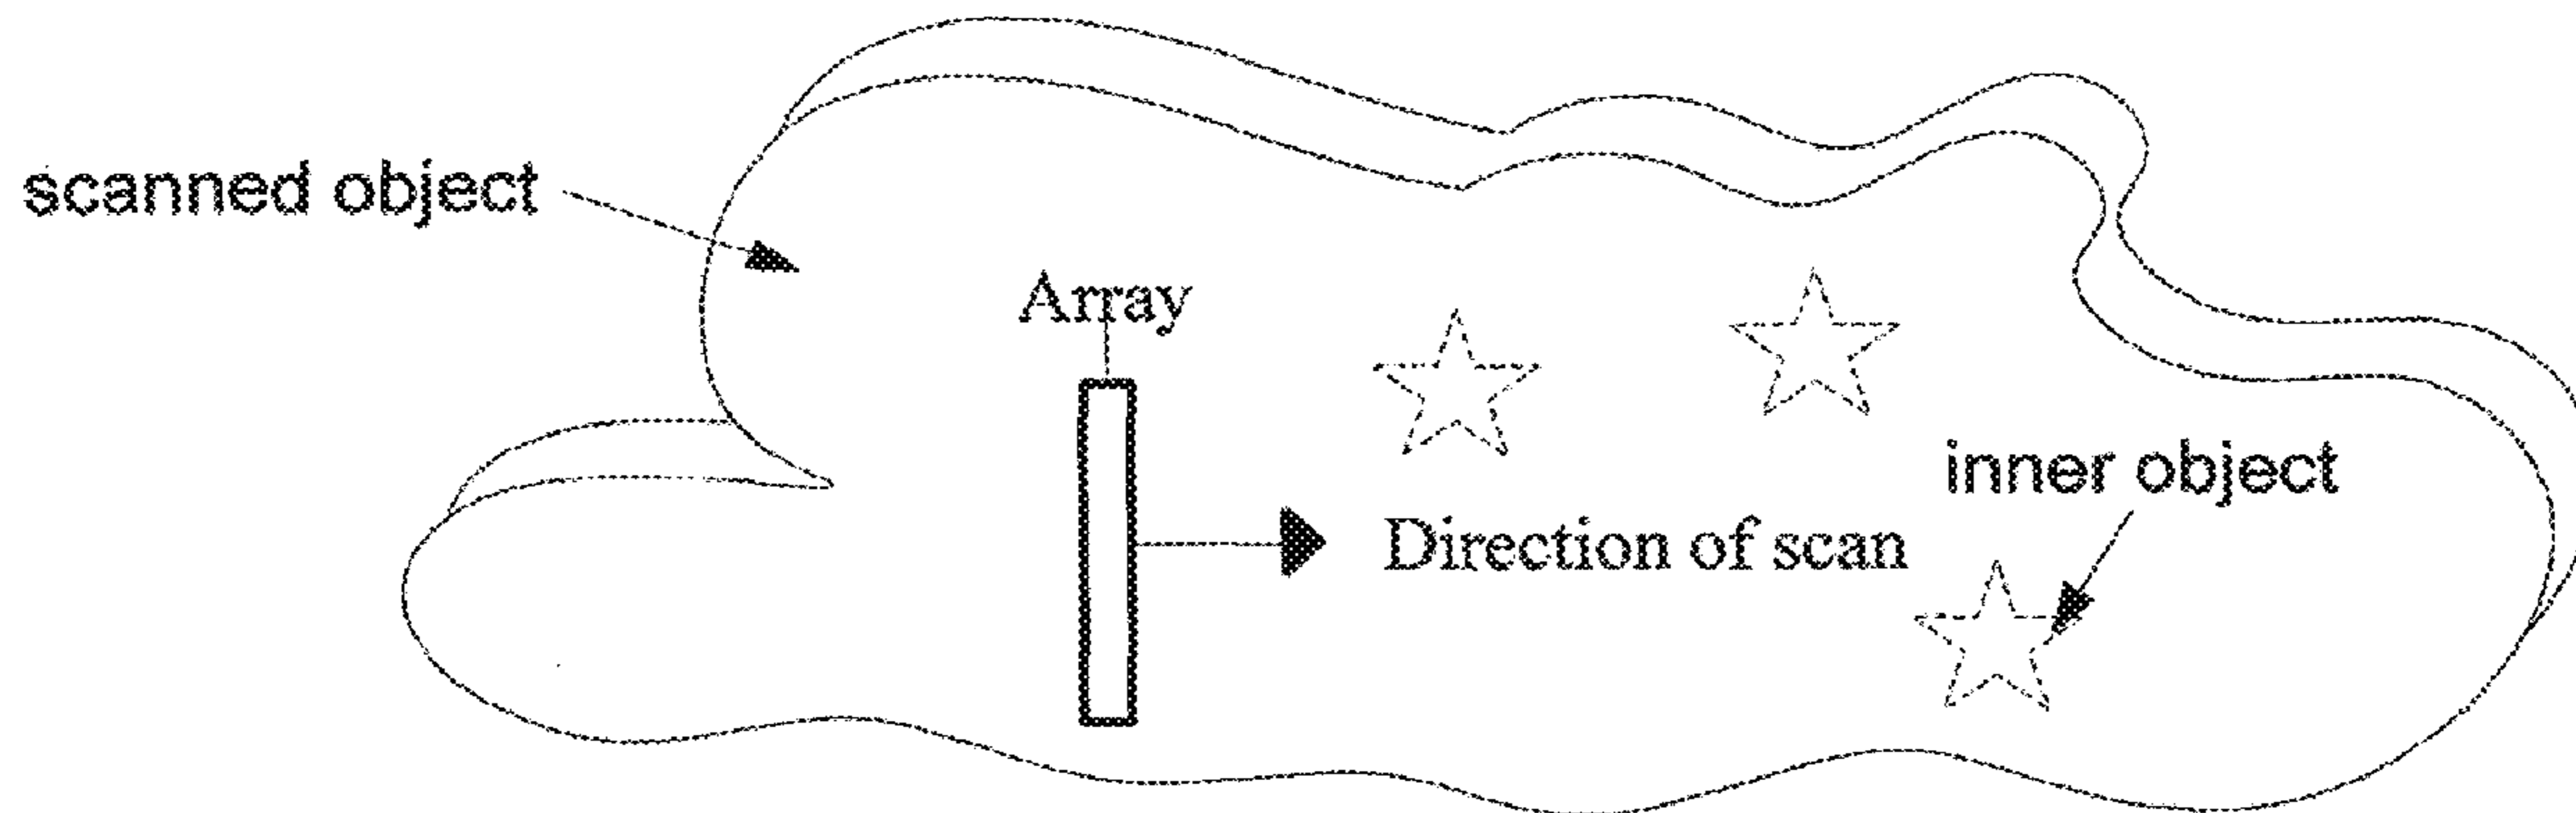 scanned object
Array
inner object
Direction of scan